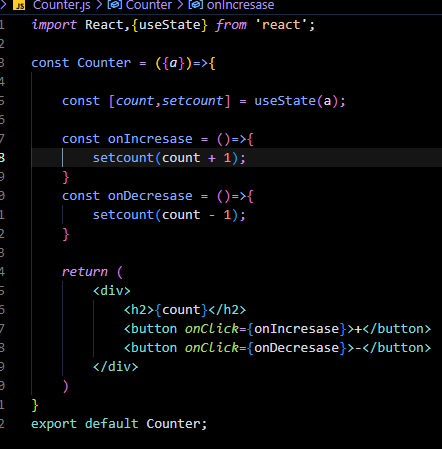 Counter.js > Counter > onIncresase
1 import React,{useState} from 'react';
2
3 const Counter = ({a})=>{
4
5     const [count,setcount] = useState(a);
6
7     const onIncresase = ()=>{
8         setcount(count + 1);
9     }
0     const onDecresase = ()=>{
1         setcount(count - 1);
2     }
3
4     return (
5         <div>
6             <h2>{count}</h2>
7             <button onClick={onIncresase}>+</button>
8             <button onClick={onDecresase}>-</button>
9         </div>
0     )
1 }
2 export default Counter;